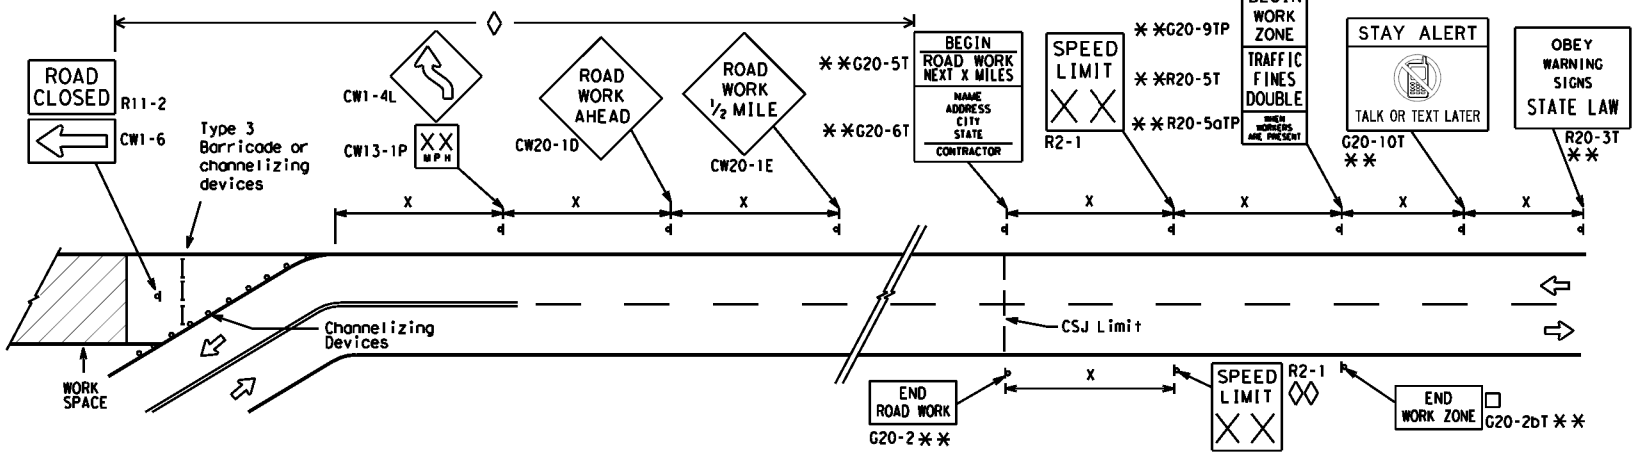 ◇
ROAD
CLOSED
R11-2
CW1-6
Type 3
Barricade or
channelizing
devices
CW1-4L
CW13-1P
XX
MPH
ROAD
WORK
AHEAD
CW20-1D
ROAD
WORK
1/2 MILE
CW20-1E
* *G20-5T
* *G20-6T
BEGIN
ROAD WORK
NEXT X MILES
NAME
ADDRESS
CITY
STATE
CONTRACTOR
SPEED
LIMIT
X X
R2-1
* *G20-9TP
* *R20-5T
* *R20-5aTP
BEGIN
WORK
ZONE
TRAFFIC
FINES
DOUBLE
WHEN
WORKERS
ARE PRESENT
STAY ALERT
TALK OR TEXT LATER
G20-10T
* *
OBEY
WARNING
SIGNS
STATE LAW
R20-3T
* *
X
X
X
X
X
X
X
Channelizing
Devices
CSJ Limit
WORK
SPACE
END
ROAD WORK
G20-2 * *
X
SPEED
LIMIT
X X
R2-1
◇◇
END
WORK ZONE
□
G20-2bT * *